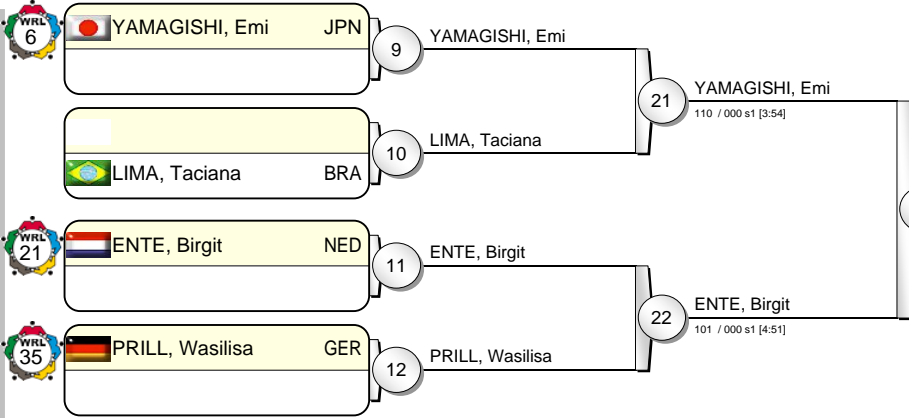 WRL
6
YAMAGISHI, Emi JPN
9
YAMAGISHI, Emi
21
YAMAGISHI, Emi
110 / 000 s1 [3:54]
10
LIMA, Taciana
LIMA, Taciana BRA
WRL
21
ENTE, Birgit NED
11
ENTE, Birgit
22
ENTE, Birgit
101 / 000 s1 [4:51]
WRL
35
PRILL, Wasilisa GER
12
PRILL, Wasilisa